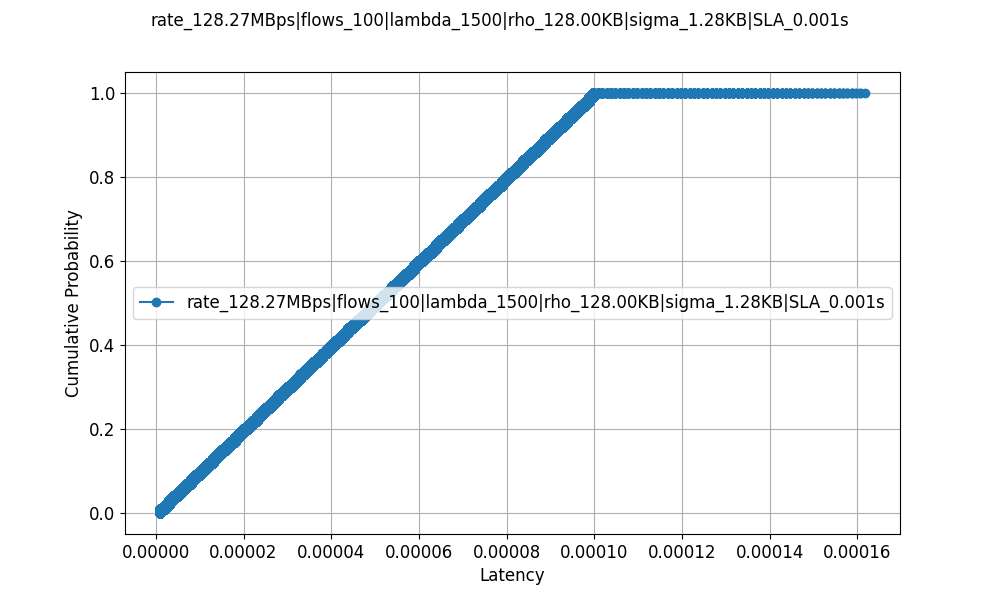 rate_128.27MBps|flows_100|lambda_1500|rho_128.00KB|sigma_1.28KB|SLA_0.001s
1.0
0.8
0.6
0.4
0.2
0.0
Cumulative Probability
rate_128.27MBps|flows_100|lambda_1500|rho_128.00KB|sigma_1.28KB|SLA_0.001s
0.00000 0.00002 0.00004 0.00006 0.00008 0.00010 0.00012 0.00014 0.00016
Latency